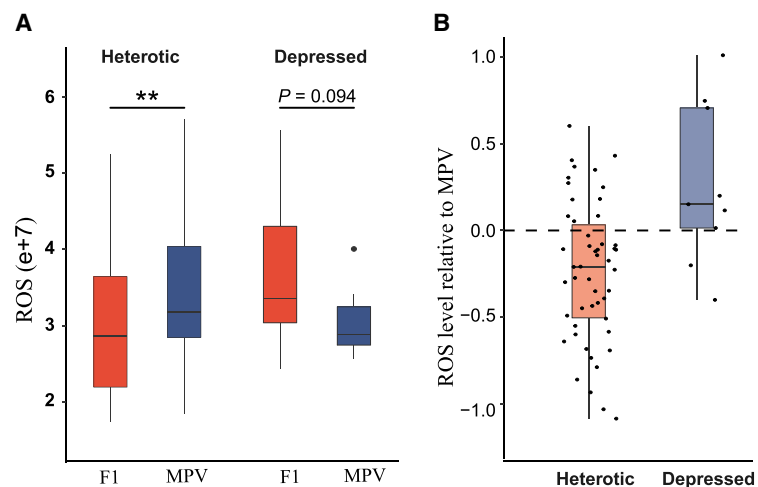 A
Heterotic
Depressed
**
P = 0.094
6
5
4
3
2
ROS (e+7)
F1
MPV
F1
MPV
B
1.0
0.5
0.0
−0.5
−1.0
ROS level relative to MPV
Heterotic
Depressed